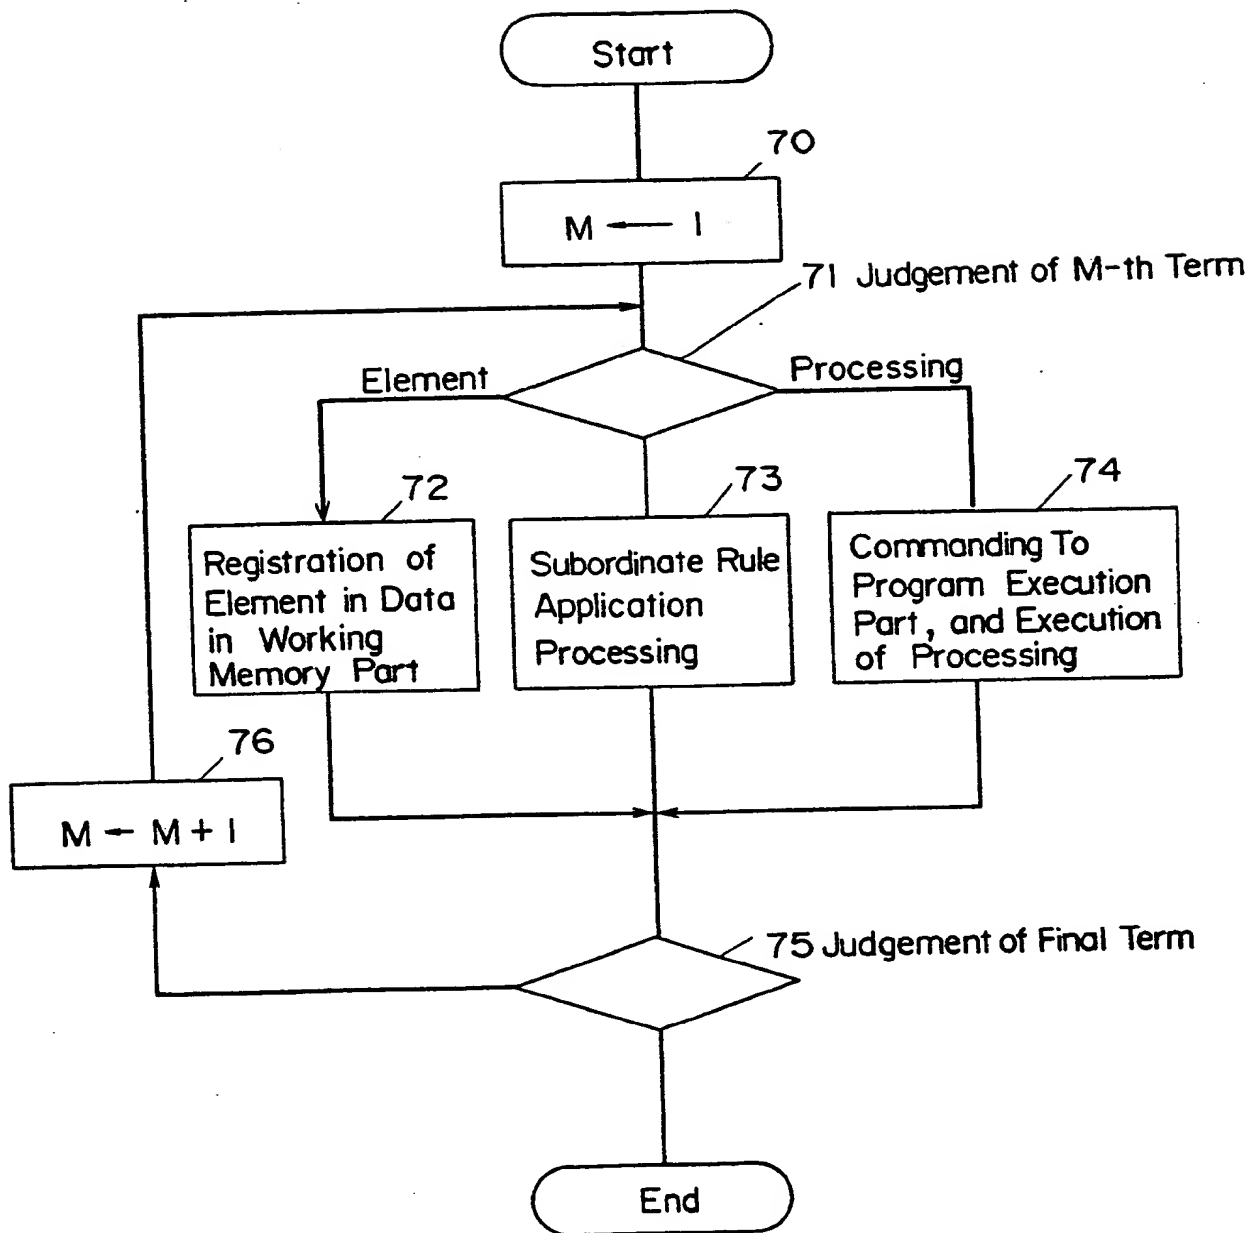 Start
70
M ← 1
71 Judgement of M-th Term
Element
Processing
72
Registration of
Element in Data
in Working
Memory Part
73
Subordinate Rule
Application
Processing
74
Commanding To
Program Execution
Part, and Execution
of Processing
76
M ← M + 1
75 Judgement of Final Term
End